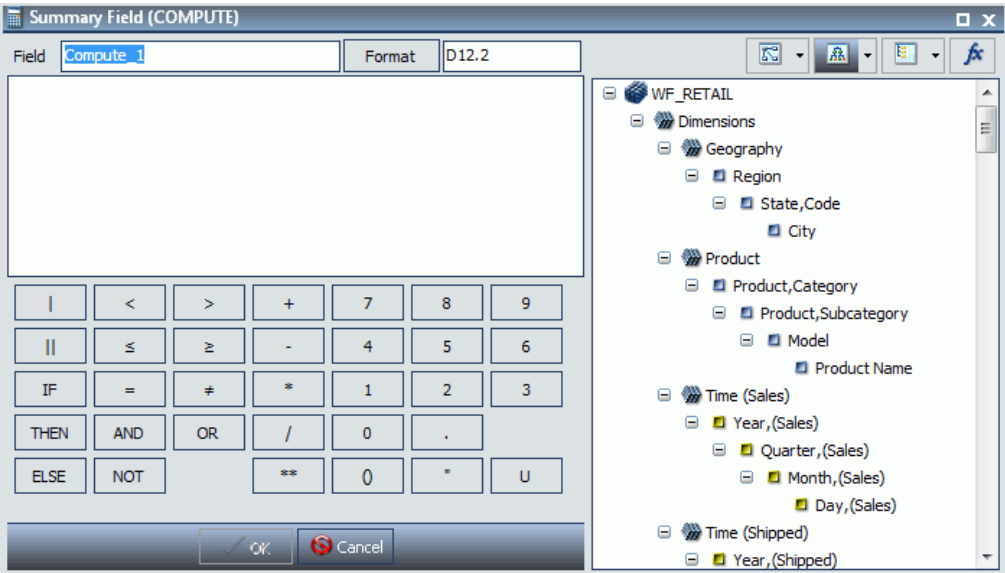 Summary Field (COMPUTE)
Field Compute_1 Format D12.2
fx
WF_RETAIL
Dimensions
Geography
Region
State,Code
City
Product
Product,Category
Product,Subcategory
Model
Product Name
Time (Sales)
Year,(Sales)
Quarter,(Sales)
Month,(Sales)
Day,(Sales)
Time (Shipped)
Year,(Shipped)
| < > + 7 8 9
|| ≤ ≥ - 4 5 6
IF = ≠ * 1 2 3
THEN AND OR / 0 .
ELSE NOT ** () " U
OK Cancel